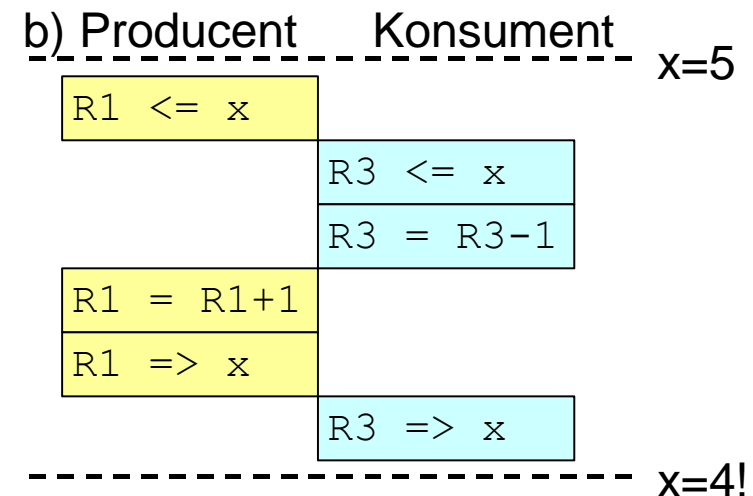 b) Producent Konsument
x=5
R1 <= x
R3 <= x
R3 = R3-1
R1 = R1+1
R1 => x
R3 => x
x=4!